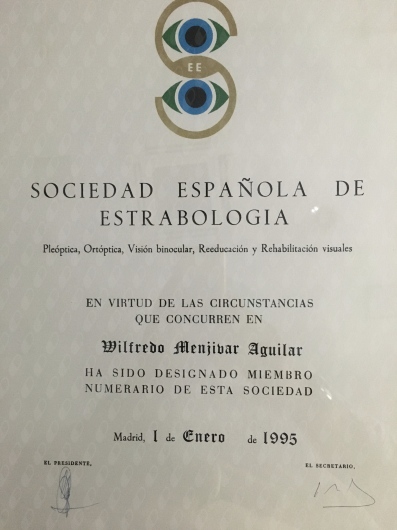 EE
SOCIEDAD ESPAÑOLA DE
ESTRABOLOGIA
Pleóptica, Ortóptica, Visión binocular, Reeducación y Rehabilitación visuales
EN VIRTUD DE LAS CIRCUNSTANCIAS
QUE CONCURREN EN
Wilfredo Menjivar Aguilar
HA SIDO DESIGNADO MIEMBRO
NUMERARIO DE ESTA SOCIEDAD
Madrid, 1 de Enero de 1995
EL PRESIDENTE,
EL SECRETARIO,